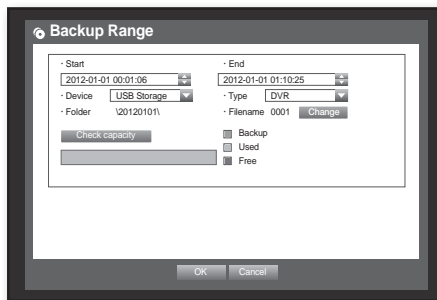 Backup Range
· Start · End
2012-01-01 00:01:06 2012-01-01 01:10:25
· Device USB Storage · Type DVR
· Folder \20120101\ · Filename 0001 Change
Check capacity Backup
Used
Free
OK Cancel